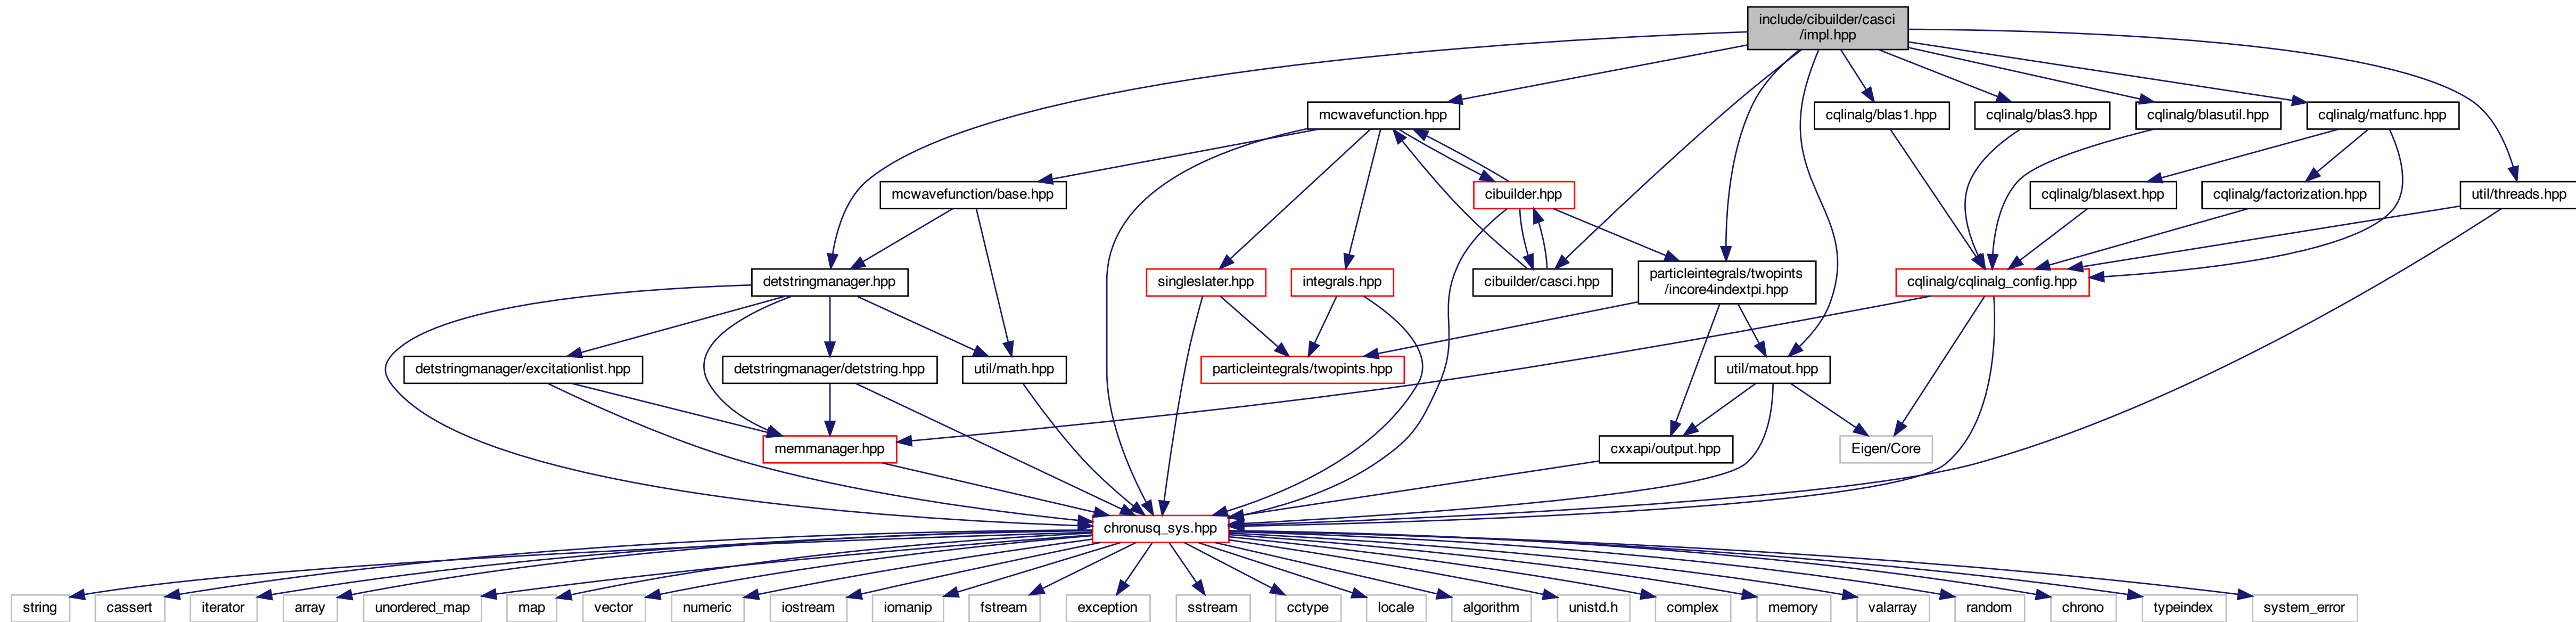 include/cibuilder/casci
/impl.hpp
mcwavefunction.hpp
cqlinalg/blas1.hpp
cqlinalg/blas3.hpp
cqlinalg/blasutil.hpp
cqlinalg/matfunc.hpp
mcwavefunction/base.hpp
cibuilder.hpp
cqlinalg/blasext.hpp
cqlinalg/factorization.hpp
util/threads.hpp
detstringmanager.hpp
singleslater.hpp
integrals.hpp
cibuilder/casci.hpp
particleintegrals/twopints
/incore4indextpi.hpp
cqlinalg/cqlinalg_config.hpp
detstringmanager/excitationlist.hpp
detstringmanager/detstring.hpp
util/math.hpp
particleintegrals/twopints.hpp
util/matout.hpp
memmanager.hpp
cxxapi/output.hpp
Eigen/Core
chronusq_sys.hpp
string
cassert
iterator
array
unordered_map
map
vector
numeric
iostream
iomanip
fstream
exception
sstream
cctype
locale
algorithm
unistd.h
complex
memory
valarray
random
chrono
typeindex
system_error